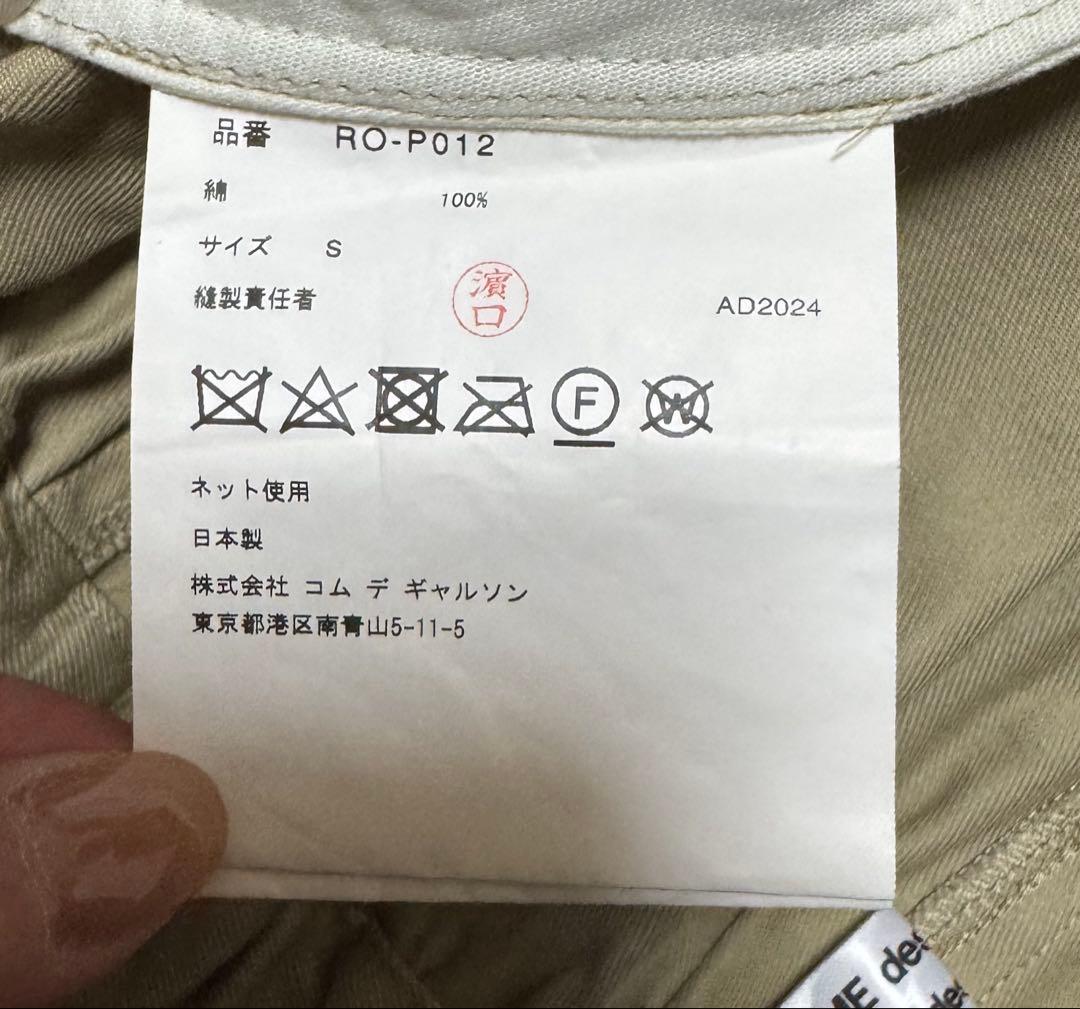 品番 RO-P012
綿 100%
サイズ S
縫製責任者 濱口 AD2024
F W
ネット使用
日本製
株式会社 コム デ ギャルソン
東京都港区南青山5-11-5